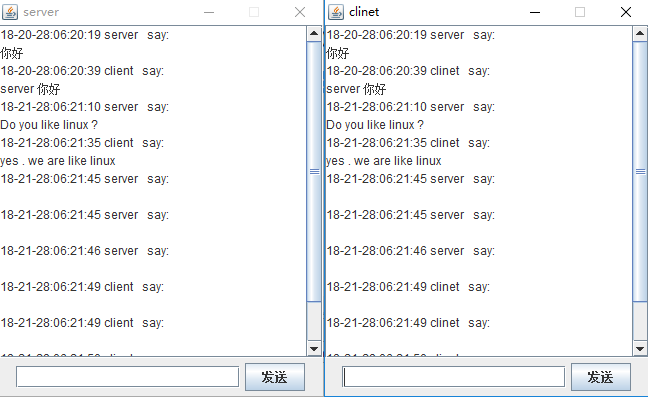 server
18-20-28:06:20:19 server say:
你好
18-20-28:06:20:39 client say:
server 你好
18-21-28:06:21:10 server say:
Do you like linux ?
18-21-28:06:21:35 client say:
yes . we are like linux
18-21-28:06:21:45 server say:
18-21-28:06:21:45 server say:
18-21-28:06:21:46 server say:
18-21-28:06:21:49 client say:
18-21-28:06:21:49 client say:
发送
clinet
18-20-28:06:20:19 server say:
你好
18-20-28:06:20:39 clinet say:
server 你好
18-21-28:06:21:10 server say:
Do you like linux ?
18-21-28:06:21:35 clinet say:
yes . we are like linux
18-21-28:06:21:45 server say:
18-21-28:06:21:45 server say:
18-21-28:06:21:46 server say:
18-21-28:06:21:49 clinet say:
18-21-28:06:21:49 clinet say:
发送